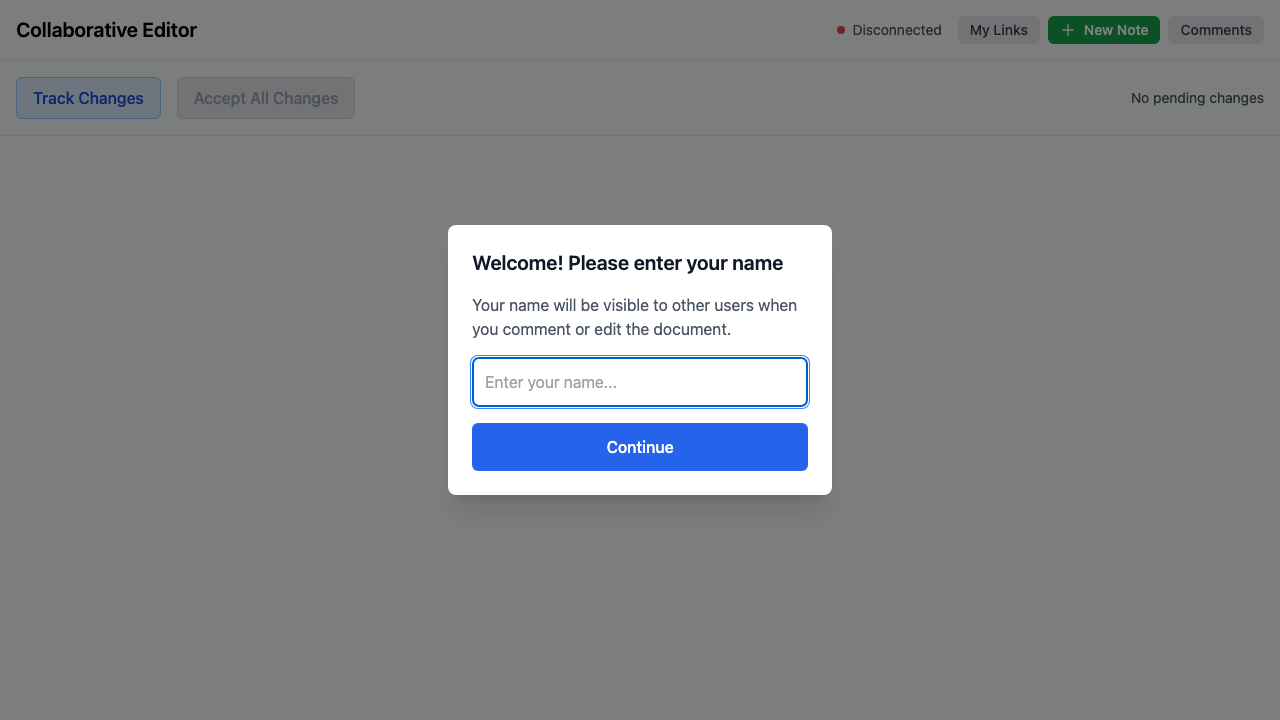 Collaborative Editor
Disconnected
My Links
New Note
Comments
Track Changes
Accept All Changes
No pending changes
Welcome! Please enter your name
Your name will be visible to other users when
you comment or edit the document.
Enter your name...
Continue